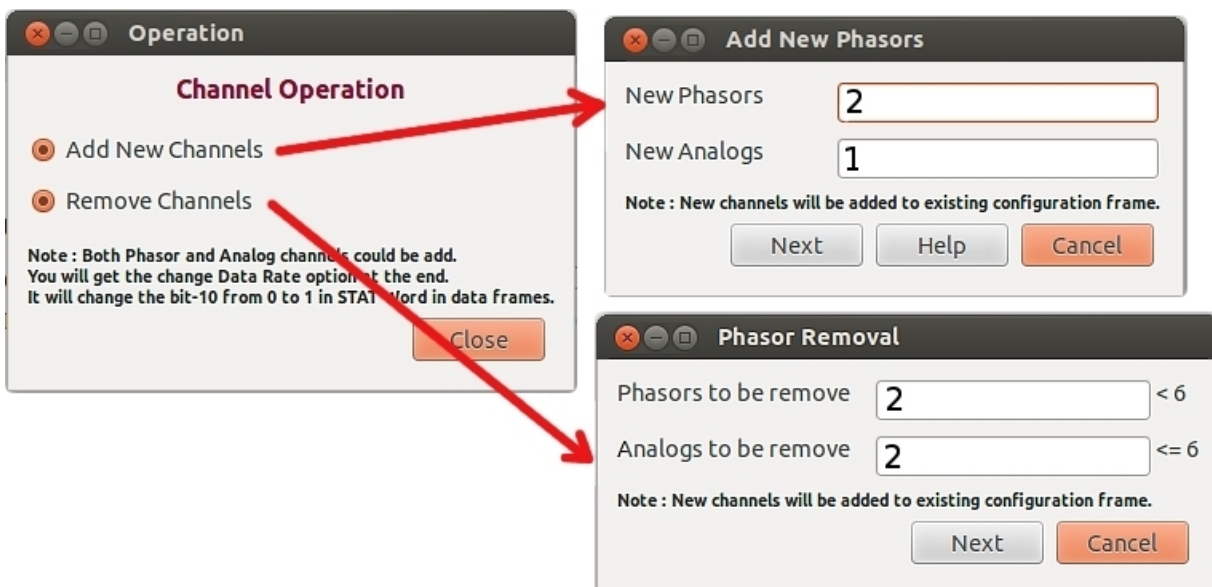 Operation
Channel Operation
Add New Channels
Remove Channels
Note : Both Phasor and Analog channels could be add.
You will get the change Data Rate option at the end.
It will change the bit-10 from 0 to 1 in STAT Word in data frames.
Close
Add New Phasors
New Phasors 2
New Analogs 1
Note : New channels will be added to existing configuration frame.
Next Help Cancel
Phasor Removal
Phasors to be remove 2 < 6
Analogs to be remove 2 <= 6
Note : New channels will be added to existing configuration frame.
Next Cancel